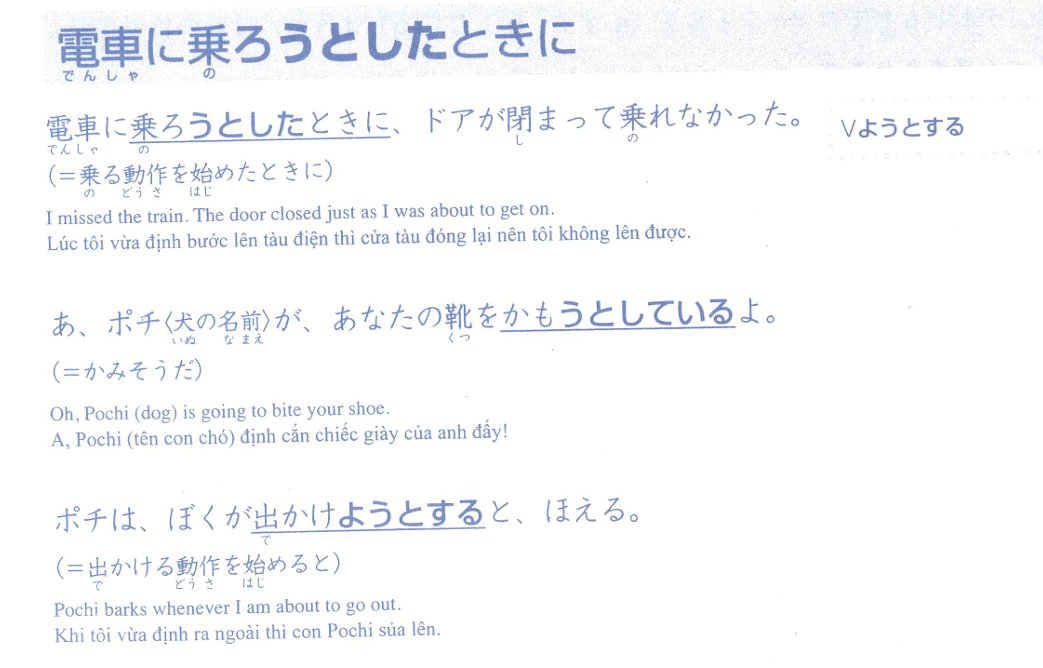 電車に乗ろうとしたときに
でんしゃ の
電車に乗ろうとしたときに、ドアが閉まって乗れなかった。
でんしゃ の し の
Vようとする
(=乗る動作を始めたときに)
の どうさ はじ
I missed the train. The door closed just as I was about to get on.
Lúc tôi vừa định bước lên tàu điện thì cửa tàu đóng lại nên tôi không lên được.
あ、ポチ〈犬の名前〉が、あなたの靴をかもうとしているよ。
いぬ なまえ くつ
(=かみそうだ)
Oh, Pochi (dog) is going to bite your shoe.
A, Pochi (tên con chó) định cắn chiếc giày của anh đấy!
ポチは、ぼくが出かけようとすると、ほえる。
で
(=出かける動作を始めると)
で どうさ はじ
Pochi barks whenever I am about to go out.
Khi tôi vừa định ra ngoài thì con Pochi sủa lên.